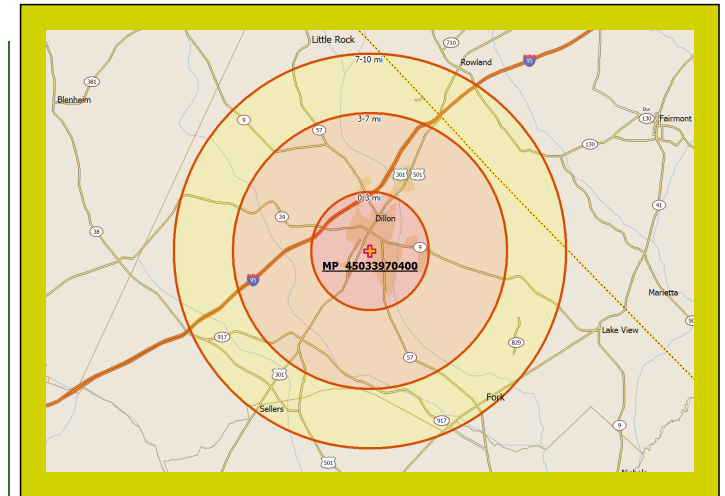 Little Rock
710
7-10 mi
Rowland
95
381
Blenheim
9
3-7 mi
57
Bus
130
Fairmont
130
301 501
0-3 mi
41
34
Dillon
38
9
MP 45033970400
95
Marietta
Lake View
917
829
57
301
Fork
Sellers
917
9
501